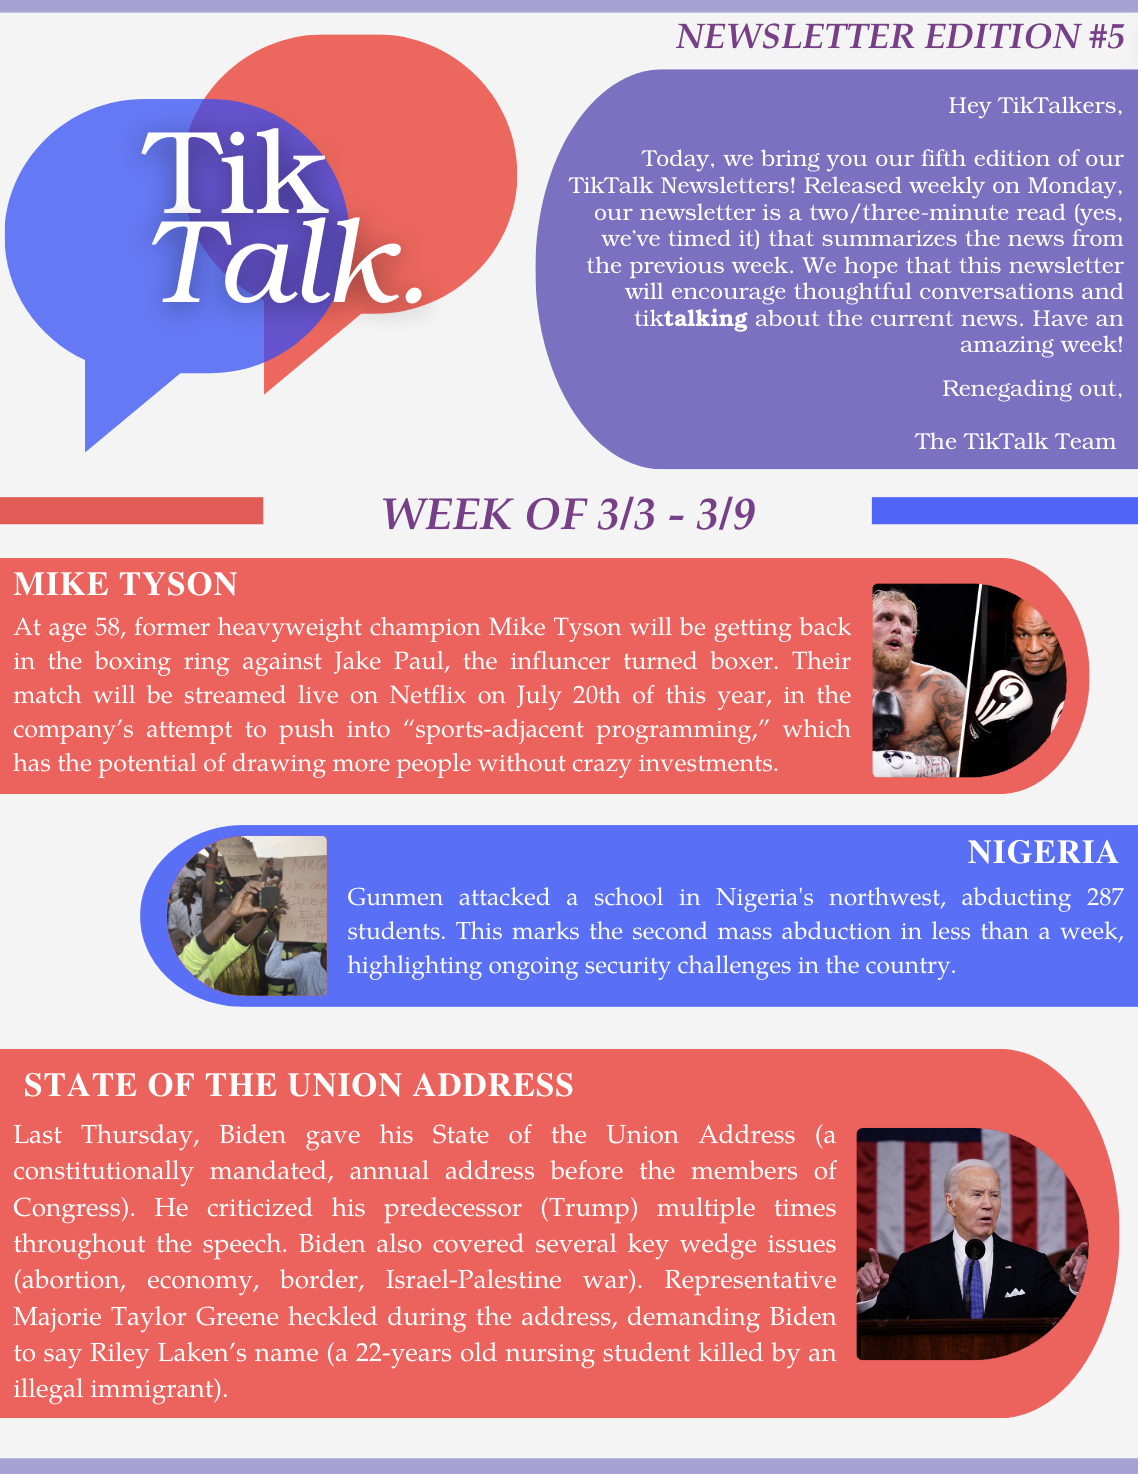 NEWSLETTER EDITION #5
Tik
Talk.
Hey TikTalkers,
Today, we bring you our fifth edition of our
TikTalk Newsletters! Released weekly on Monday,
our newsletter is a two/three-minute read (yes,
we've timed it) that summarizes the news from
the previous week. We hope that this newsletter
will encourage thoughtful conversations and
tiktalking about the current news. Have an
amazing week!
Renegading out,
The TikTalk Team
WEEK OF 3/3 - 3/9
MIKE TYSON
At age 58, former heavyweight champion Mike Tyson will be getting back
in the boxing ring against Jake Paul, the influncer turned boxer. Their
match will be streamed live on Netflix on July 20th of this year, in the
company's attempt to push into “sports-adjacent programming,” which
has the potential of drawing more people without crazy investments.
NIGERIA
Gunmen attacked a school in Nigeria's northwest, abducting 287
students. This marks the second mass abduction in less than a week,
highlighting ongoing security challenges in the country.
STATE OF THE UNION ADDRESS
Last Thursday, Biden gave his State of the Union Address (a
constitutionally mandated, annual address before the members of
Congress). He criticized his predecessor (Trump) multiple times
throughout the speech. Biden also covered several key wedge issues
(abortion, economy, border, Israel-Palestine war). Representative
Majorie Taylor Greene heckled during the address, demanding Biden
to say Riley Laken's name (a 22-years old nursing student killed by an
illegal immigrant).